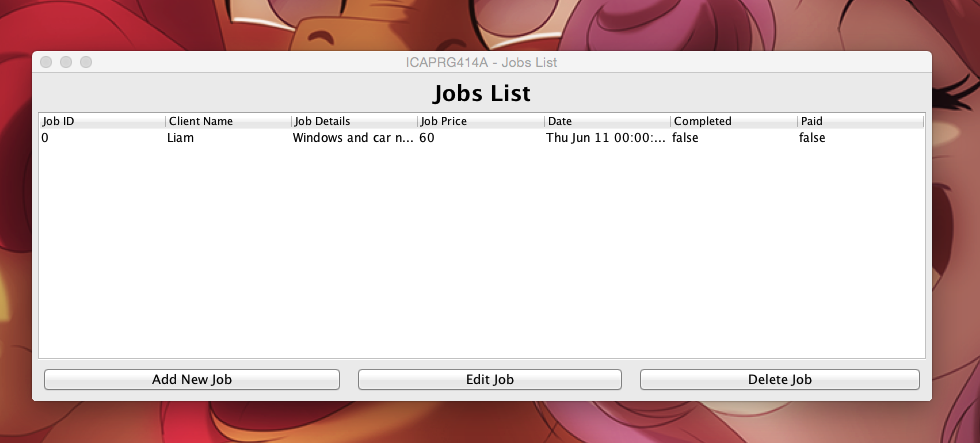 ICAPRG414A - Jobs List
Jobs List
Job ID Client Name Job Details Job Price Date Completed Paid
0 Liam Windows and car n... 60 Thu Jun 11 00:00:... false false
Add New Job Edit Job Delete Job